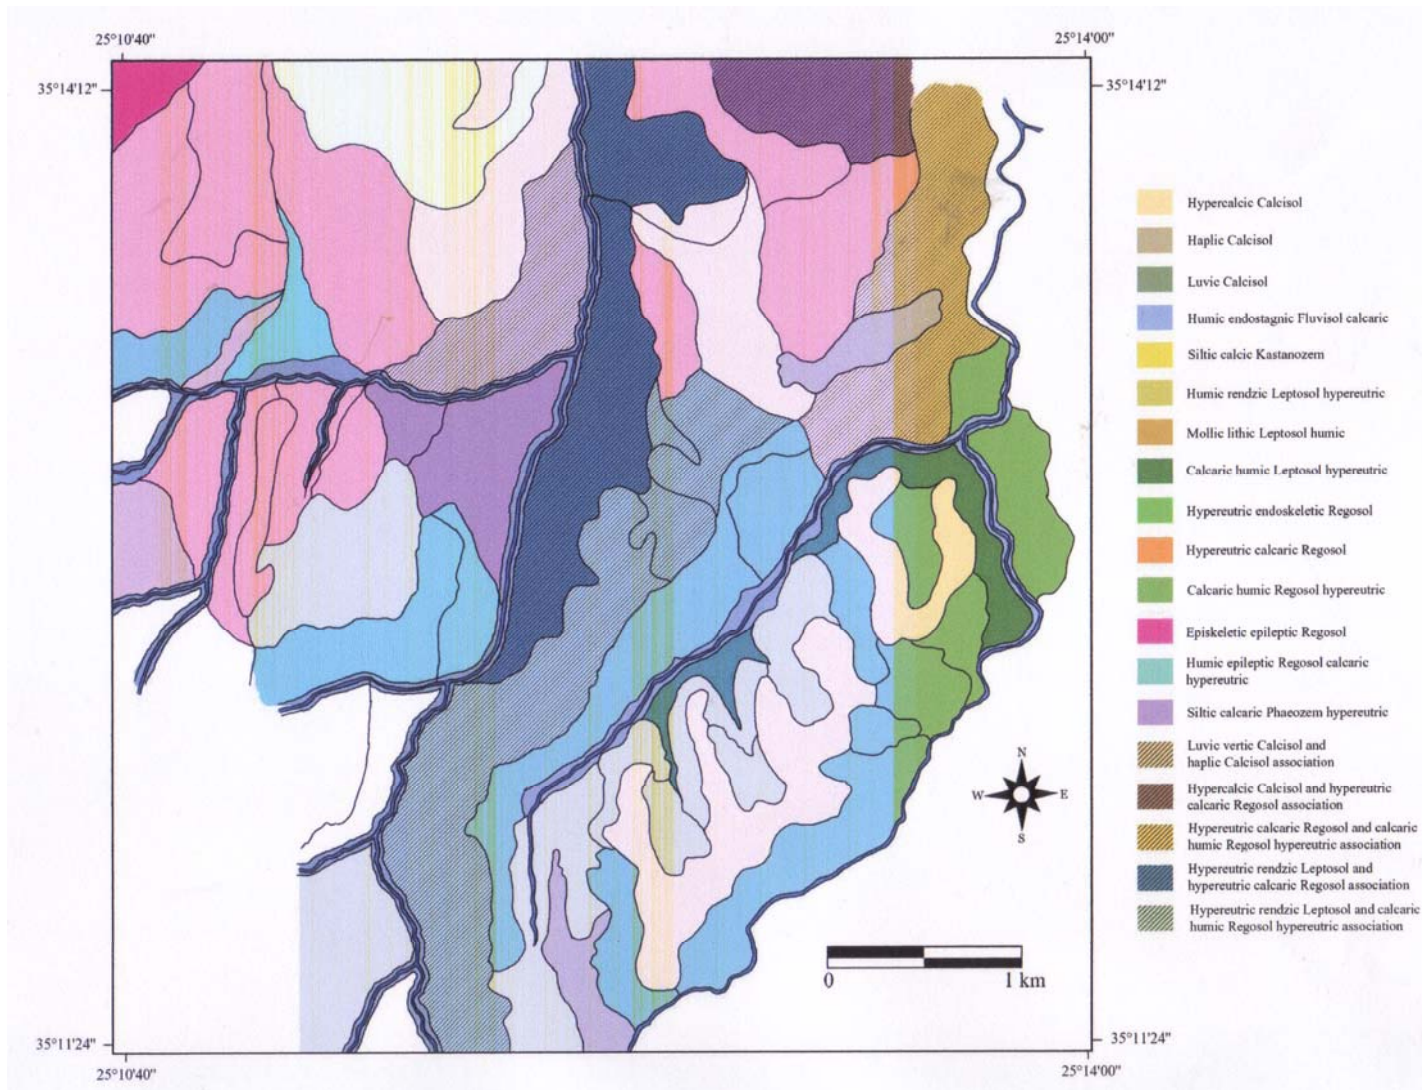 25°10'40"
25°14'00"
35°14'12"
35°14'12"
Hypercalcic Calcisol
Haplic Calcisol
Luvic Calcisol
Humic endostagnic Fluvisol calcaric
Siltic calcic Kastanozem
Humic rendzic Leptosol hypereutric
Mollic lithic Leptosol humic
Calcaric humic Leptosol hypereutric
Hypereutric endoskeletic Regosol
Hypereutric calcaric Regosol
Calcaric humic Regosol hypereutric
Episkeletic epileptic Regosol
Humic epileptic Regosol calcaric
hypereutric
Siltic calcaric Phaeozem hypereutric
Luvic vertic Calcisol and
haplic Calcisol association
Hypercalcic Calcisol and hypereutric
calcaric Regosol association
Hypereutric calcaric Regosol and calcaric
humic Regosol hypereutric association
Hypereutric rendzic Leptosol and
hypereutric calcaric Regosol association
Hypereutric rendzic Leptosol and calcaric
humic Regosol hypereutric association
N
W E
S
0 1 km
35°11'24"
35°11'24"
25°10'40"
25°14'00"